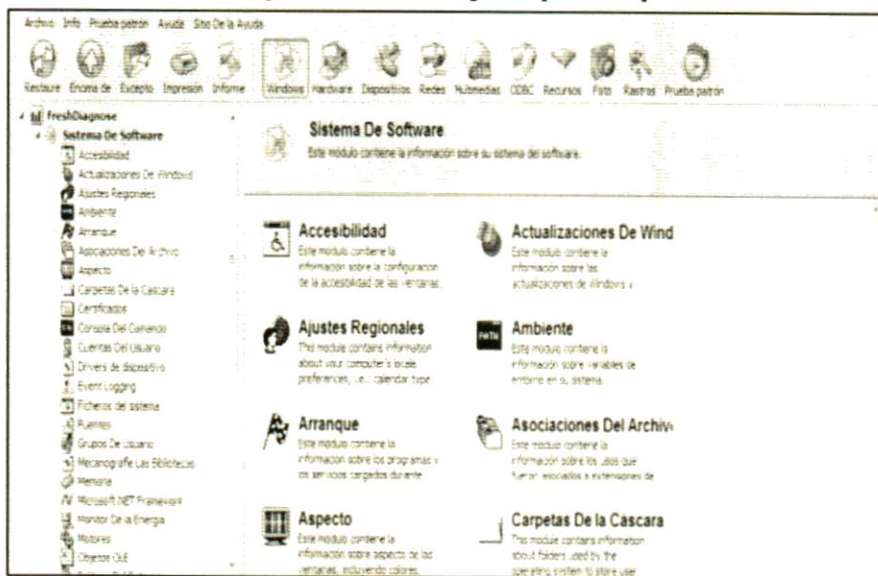 Archivo Info Prueba patrón Ayuda Sitio De la Ayuda
Restaure Encima de Excepto Impresión Informe Windows Hardware Dispositivos Redes Multimedias ODBC Recursos Foto Rastros Prueba patrón
FreshDiagnose
Sistema De Software
Accesibilidad
Actualizaciones De Windows
Ajustes Regionales
Ambiente
Arranque
Asociaciones Del Archivo
Aspecto
Carpetas De la Cascara
Certificados
Consola Del Comando
Cuentas Del Usuario
Drivers de dispositivo
Event Logging
Ficheros del sistema
Fuentes
Grupos De Usuario
Mecanografíe Las Bibliotecas
Memoria
Microsoft.NET Framework
Monitor De la Energía
Motores
Objetos OLE
Sistema De Software
Este módulo contiene la información sobre su sistema del software.
Accesibilidad
Este módulo contiene la
información sobre la configuración
de la accesibilidad de las ventanas.
Actualizaciones De Wind
Este módulo contiene la
información sobre las
actualizaciones de Windows y
Ajustes Regionales
This module contains information
about your computer's locale
preferences, i.e.: calendar type
Ambiente
Este módulo contiene la
información sobre variables de
entorno en su sistema.
Arranque
Este módulo contiene la
información sobre los programas y
los servicios cargados durante
Asociaciones Del Archiv
Este módulo contiene la
información sobre los usos que
fueron asociados a extensiones de
Aspecto
Este módulo contiene la
información sobre aspecto de las
ventanas, incluyendo colores,
Carpetas De la Cascara
This module contains information
about folders used by the
operating system to store user